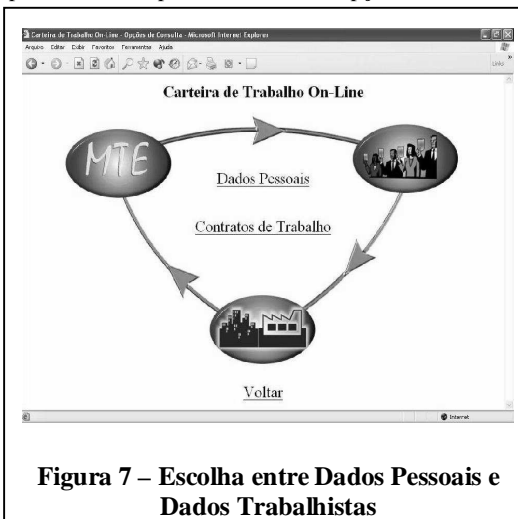 Carteira de Trabalho On-Line - Opções de Consulta - Microsoft Internet Explorer
Arquivo Editar Exibir Favoritos Ferramentas Ajuda
Links
Carteira de Trabalho On-Line
MTE
Dados Pessoais
Contratos de Trabalho
Voltar
Internet
Figura 7 – Escolha entre Dados Pessoais e
Dados Trabalhistas